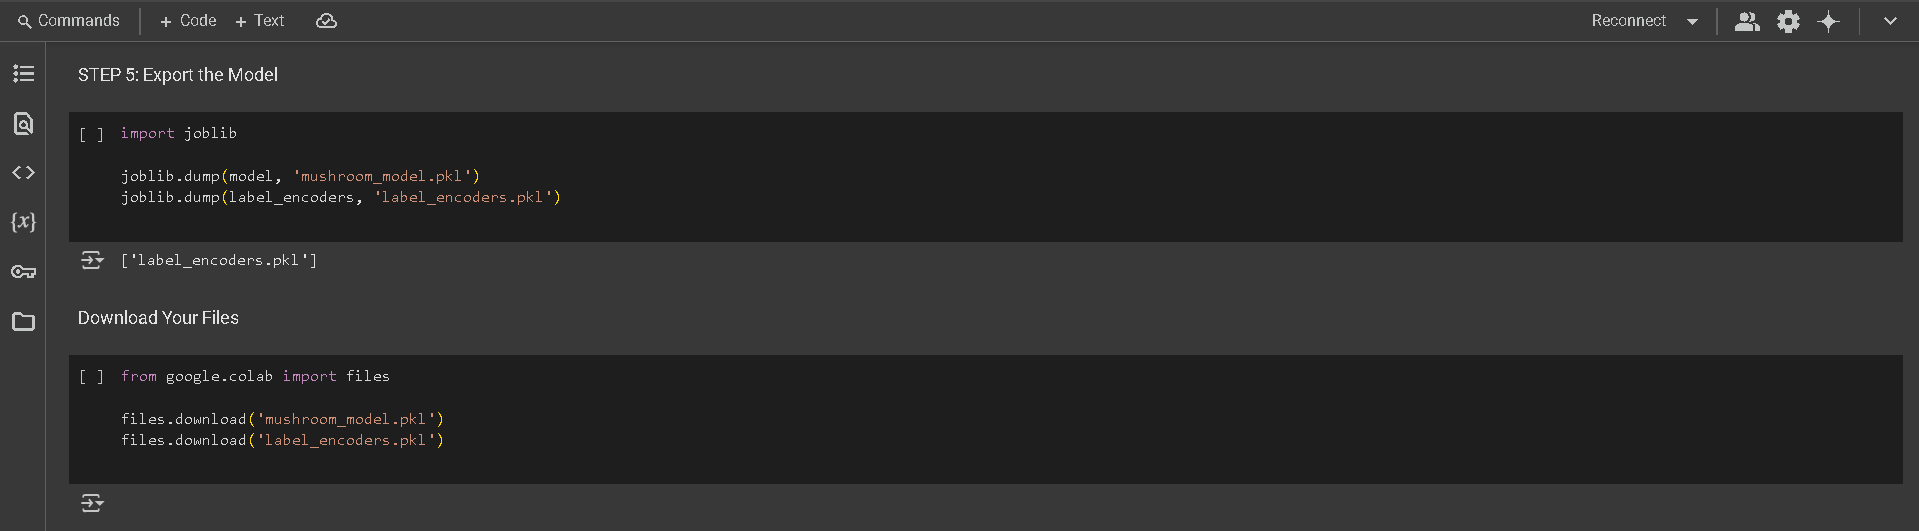 Commands + Code + Text Reconnect
STEP 5: Export the Model
[ ] import joblib
joblib.dump(model, 'mushroom_model.pkl')
joblib.dump(label_encoders, 'label_encoders.pkl')
{x}
['label_encoders.pkl']
Download Your Files
[ ] from google.colab import files
files.download('mushroom_model.pkl')
files.download('label_encoders.pkl')